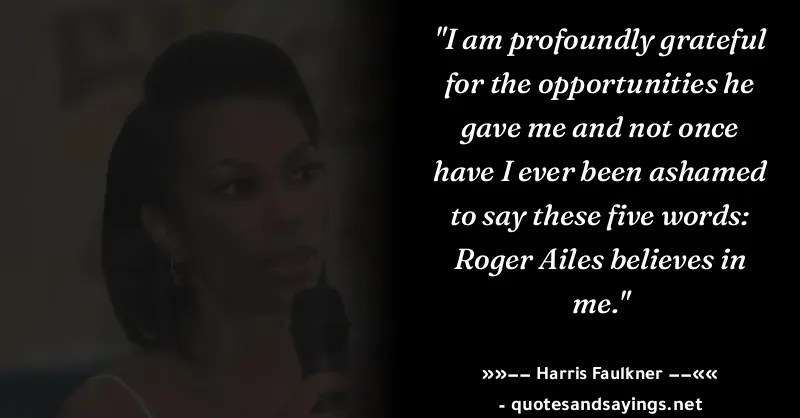 "I am profoundly grateful
for the opportunities he
gave me and not once
have I ever been ashamed
to say these five words:
Roger Ailes believes in
me."
»»–– Harris Faulkner ––««
- quotesandsayings.net